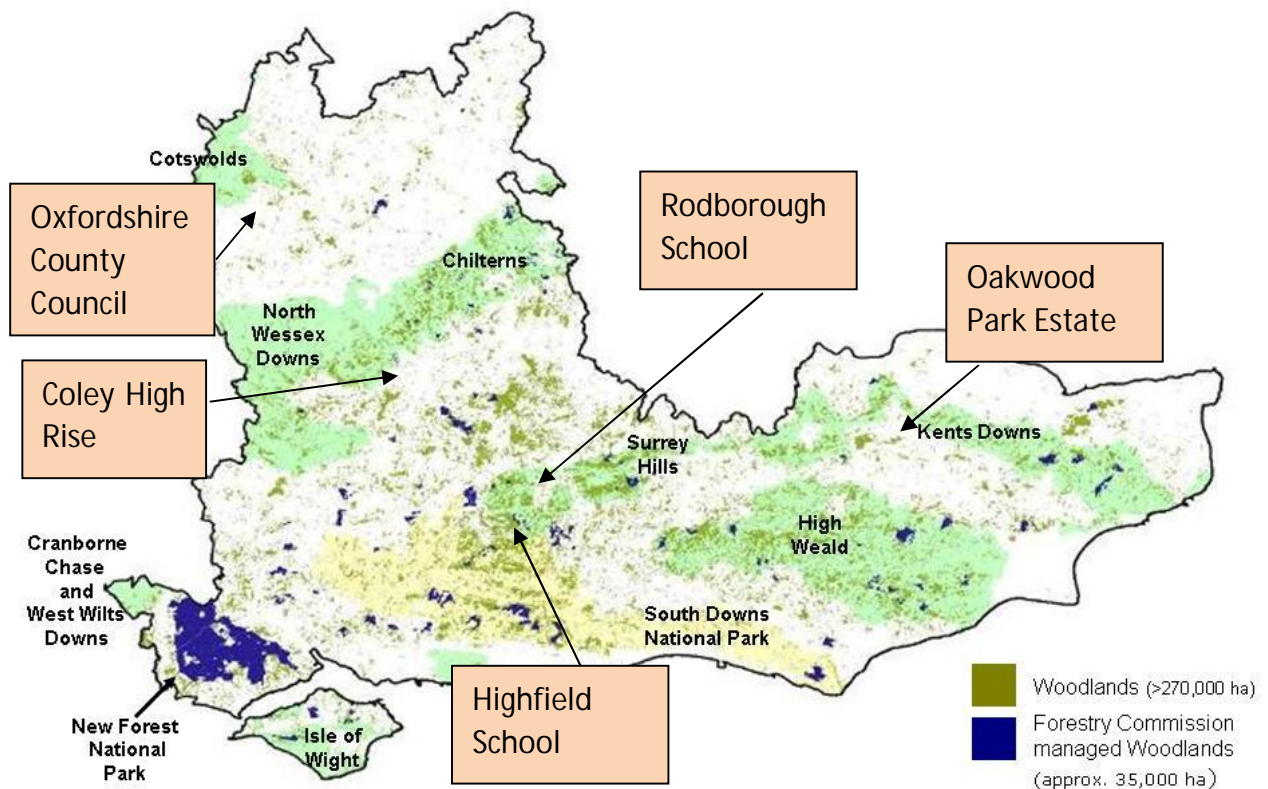 Cotswolds
Oxfordshire
County
Council
Rodborough
School
Oakwood
Park Estate
Chilterns
North
Wessex
Downs
Coley High
Rise
Surrey
Hills
Kents Downs
High
Weald
Cranborne
Chase
and
West Wilts
Downs
South Downs
National Park
Highfield
School
New Forest
National
Park
Isle of
Wight
Woodlands (>270,000 ha)
Forestry Commission
managed Woodlands
(approx. 35,000 ha)